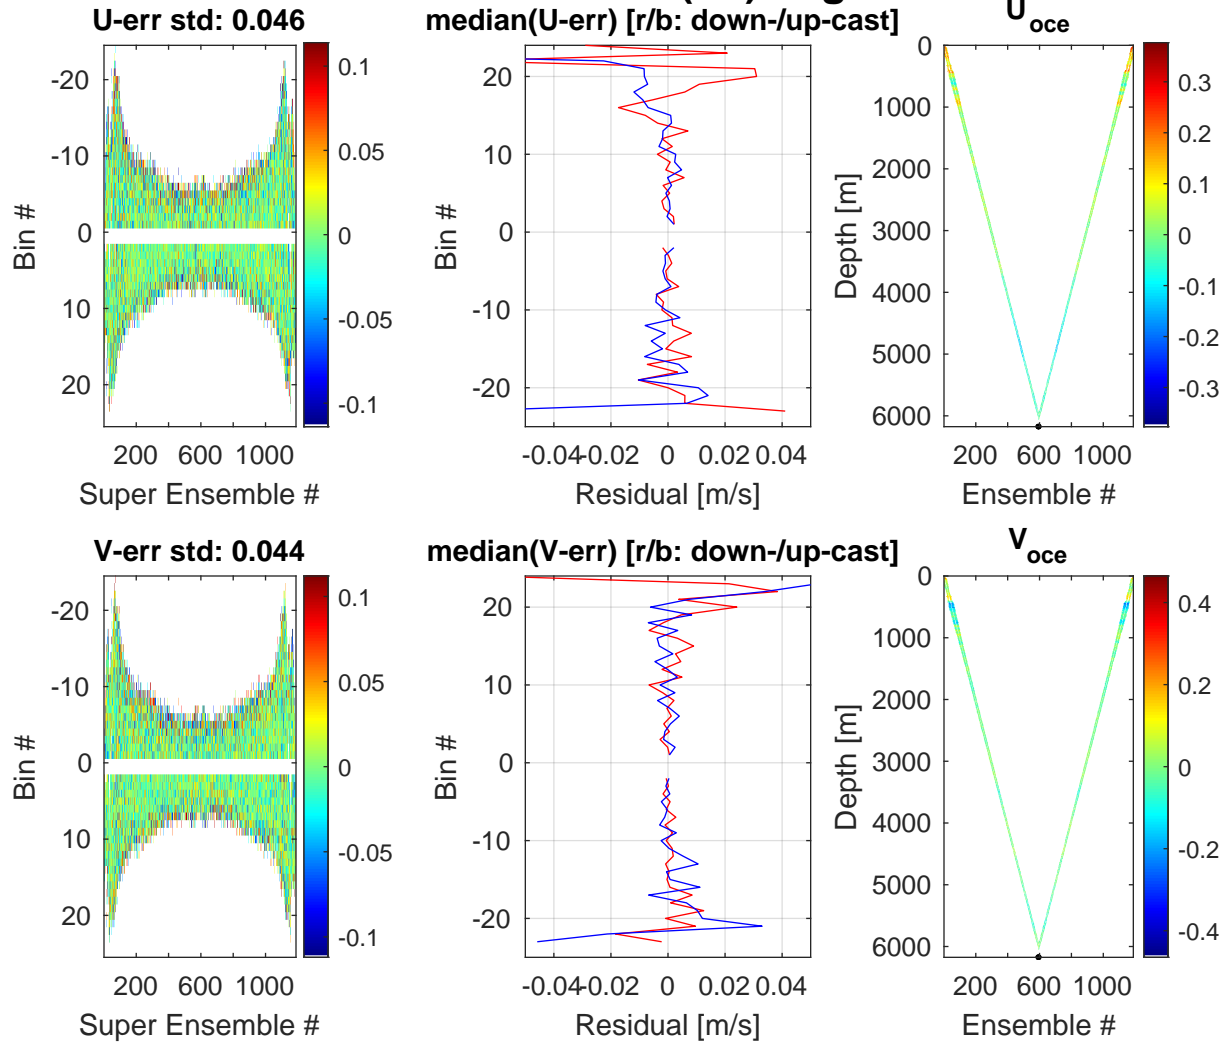 U-err std: 0.046
median(U-err) [r/b: down-/up-cast]
U_oce
-20
-10
0
10
20
Bin #
200 600 1000
Super Ensemble #
0.1
0.05
0
-0.05
-0.1
20
10
0
-10
-20
Bin #
-0.04 -0.02 0 0.02 0.04
Residual [m/s]
0
1000
2000
3000
4000
5000
6000
Depth [m]
200 600 1000
Ensemble #
0.3
0.2
0.1
0
-0.1
-0.2
-0.3
V-err std: 0.044
median(V-err) [r/b: down-/up-cast]
V_oce
-20
-10
0
10
20
Bin #
200 600 1000
Super Ensemble #
0.1
0.05
0
-0.05
-0.1
20
10
0
-10
-20
Bin #
-0.04 -0.02 0 0.02 0.04
Residual [m/s]
0
1000
2000
3000
4000
5000
6000
Depth [m]
200 600 1000
Ensemble #
0.4
0.2
0
-0.2
-0.4